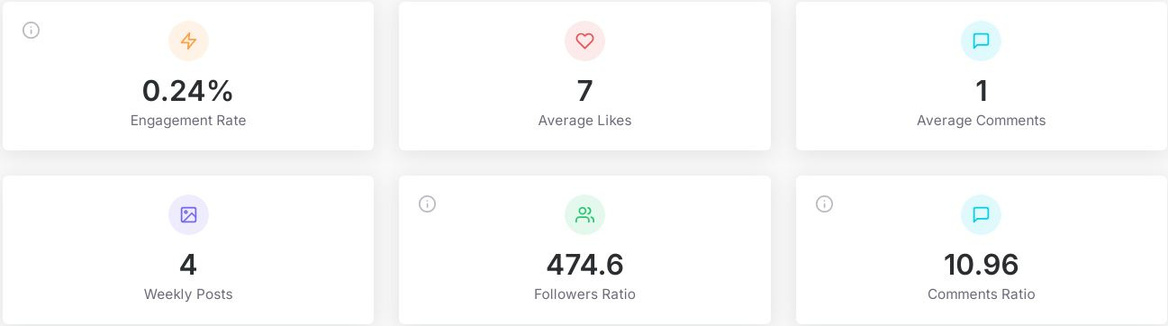 0.24%
Engagement Rate
7
Average Likes
1
Average Comments
4
Weekly Posts
474.6
Followers Ratio
10.96
Comments Ratio